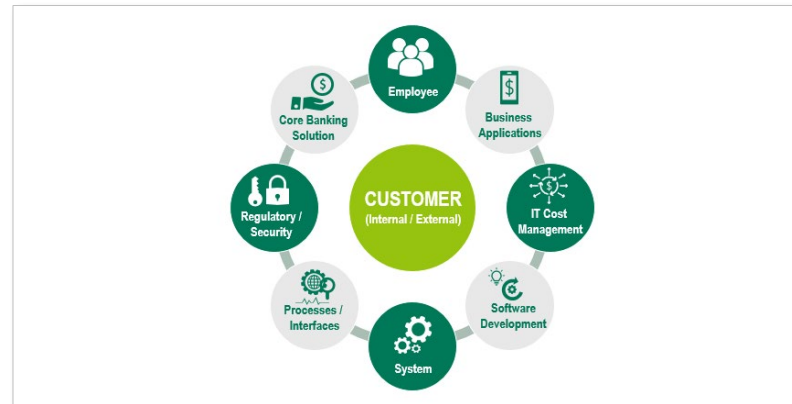 Employee
Core Banking
Solution
Business
Applications
CUSTOMER
(Internal / External)
Regulatory /
Security
IT Cost
Management
Processes /
Interfaces
Software
Development
System